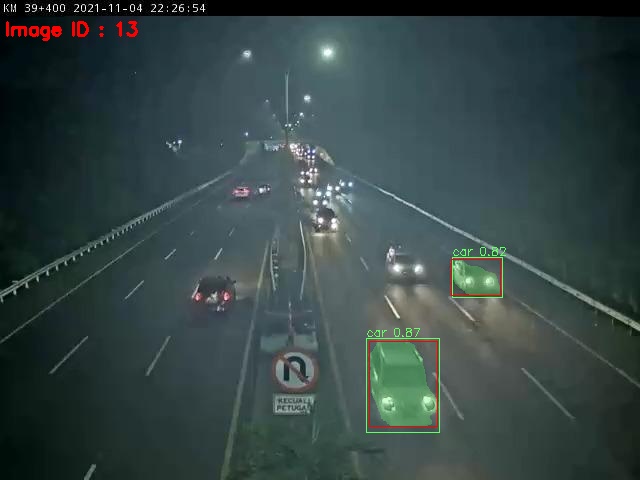 KM 39+400 2021-11-04 22:26:54
Image ID : 13
car 0.82
car 0.87
KECUALI
PETUGAS